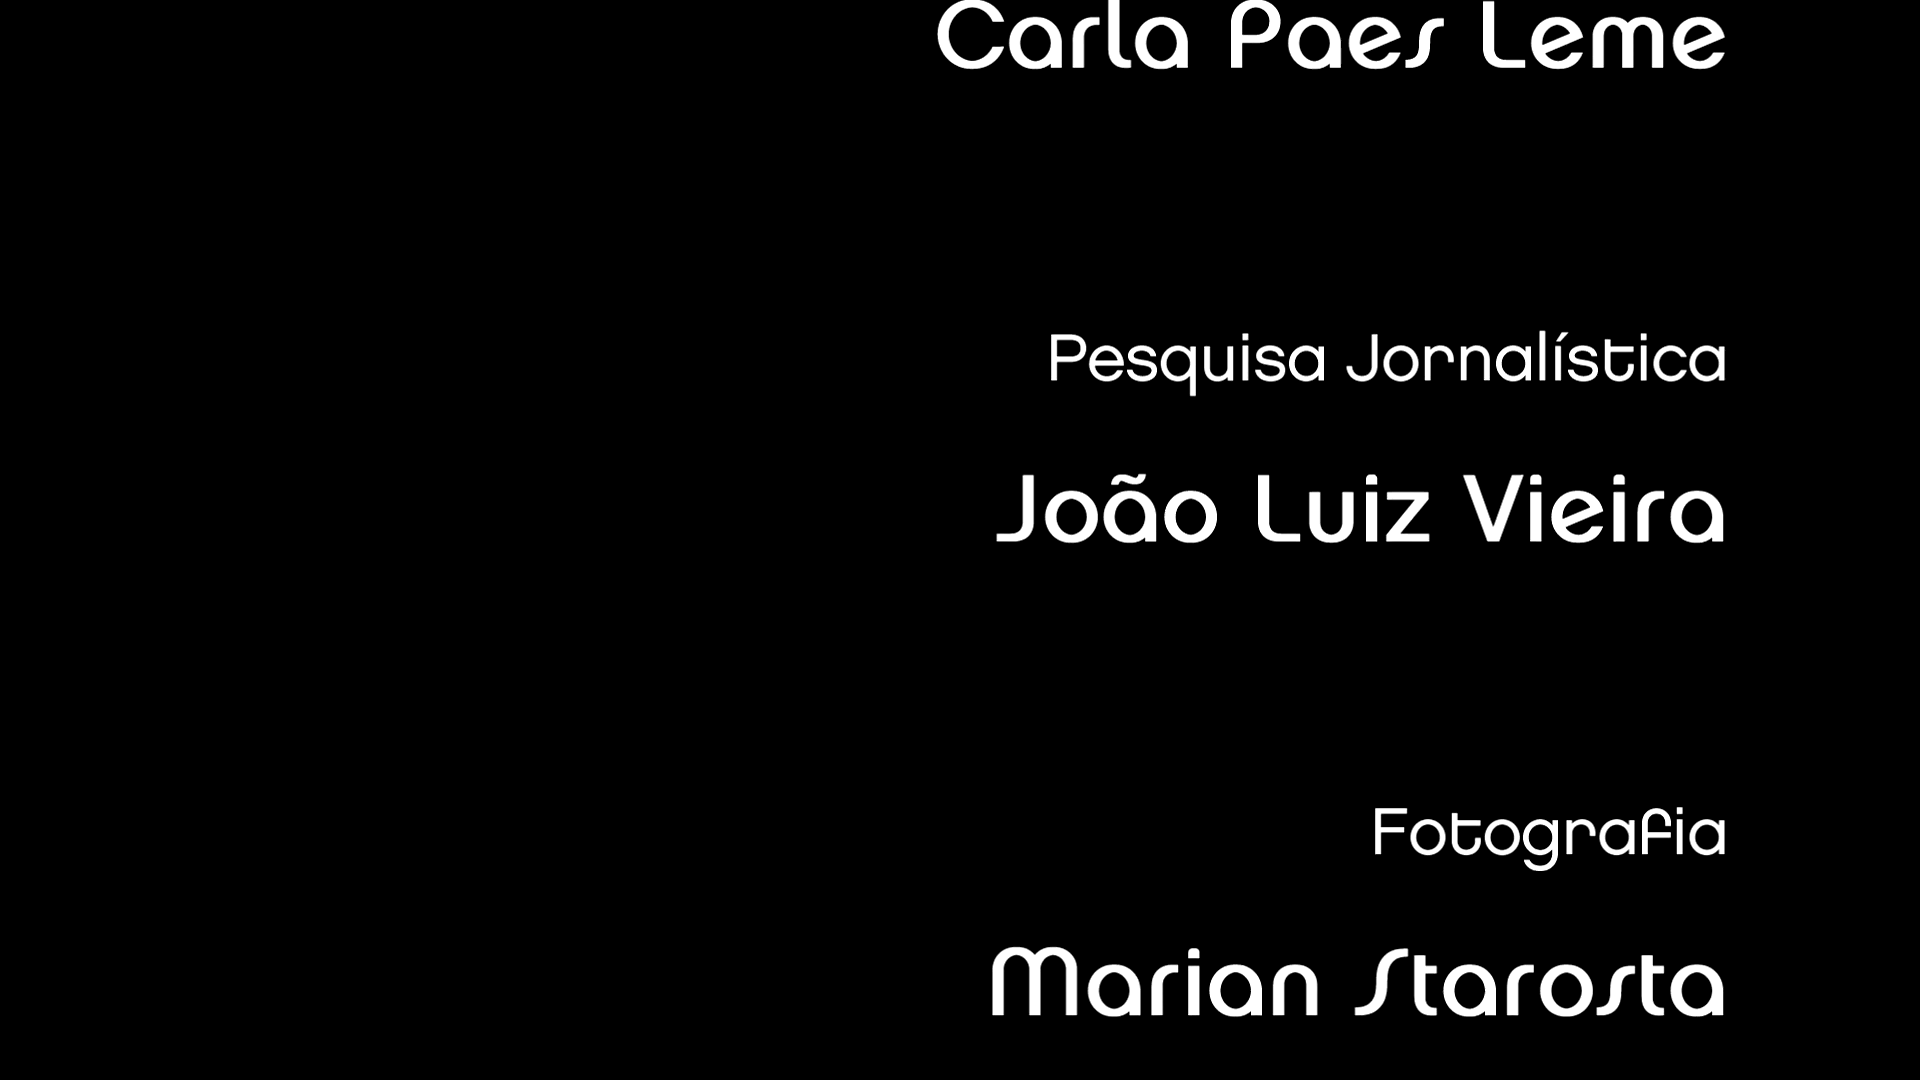 Carla Paes Leme
Pesquisa Jornalística
João Luiz Vieira
Fotografia
Marian Starosta